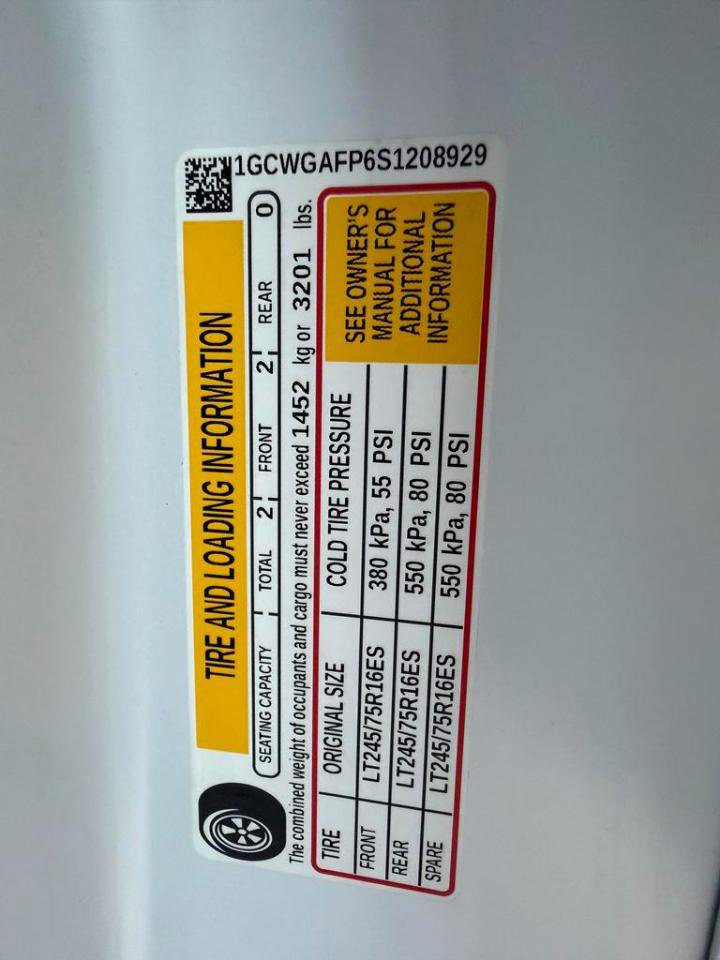 1GCWGAFP6S1208929
TIRE AND LOADING INFORMATION
SEATING CAPACITY TOTAL 2 FRONT 2 REAR 0
The combined weight of occupants and cargo must never exceed 1452 kg or 3201 lbs.
TIRE ORIGINAL SIZE COLD TIRE PRESSURE
FRONT LT245/75R16ES 380 kPa, 55 PSI
REAR LT245/75R16ES 550 kPa, 80 PSI
SPARE LT245/75R16ES 550 kPa, 80 PSI
SEE OWNER'S
MANUAL FOR
ADDITIONAL
INFORMATION